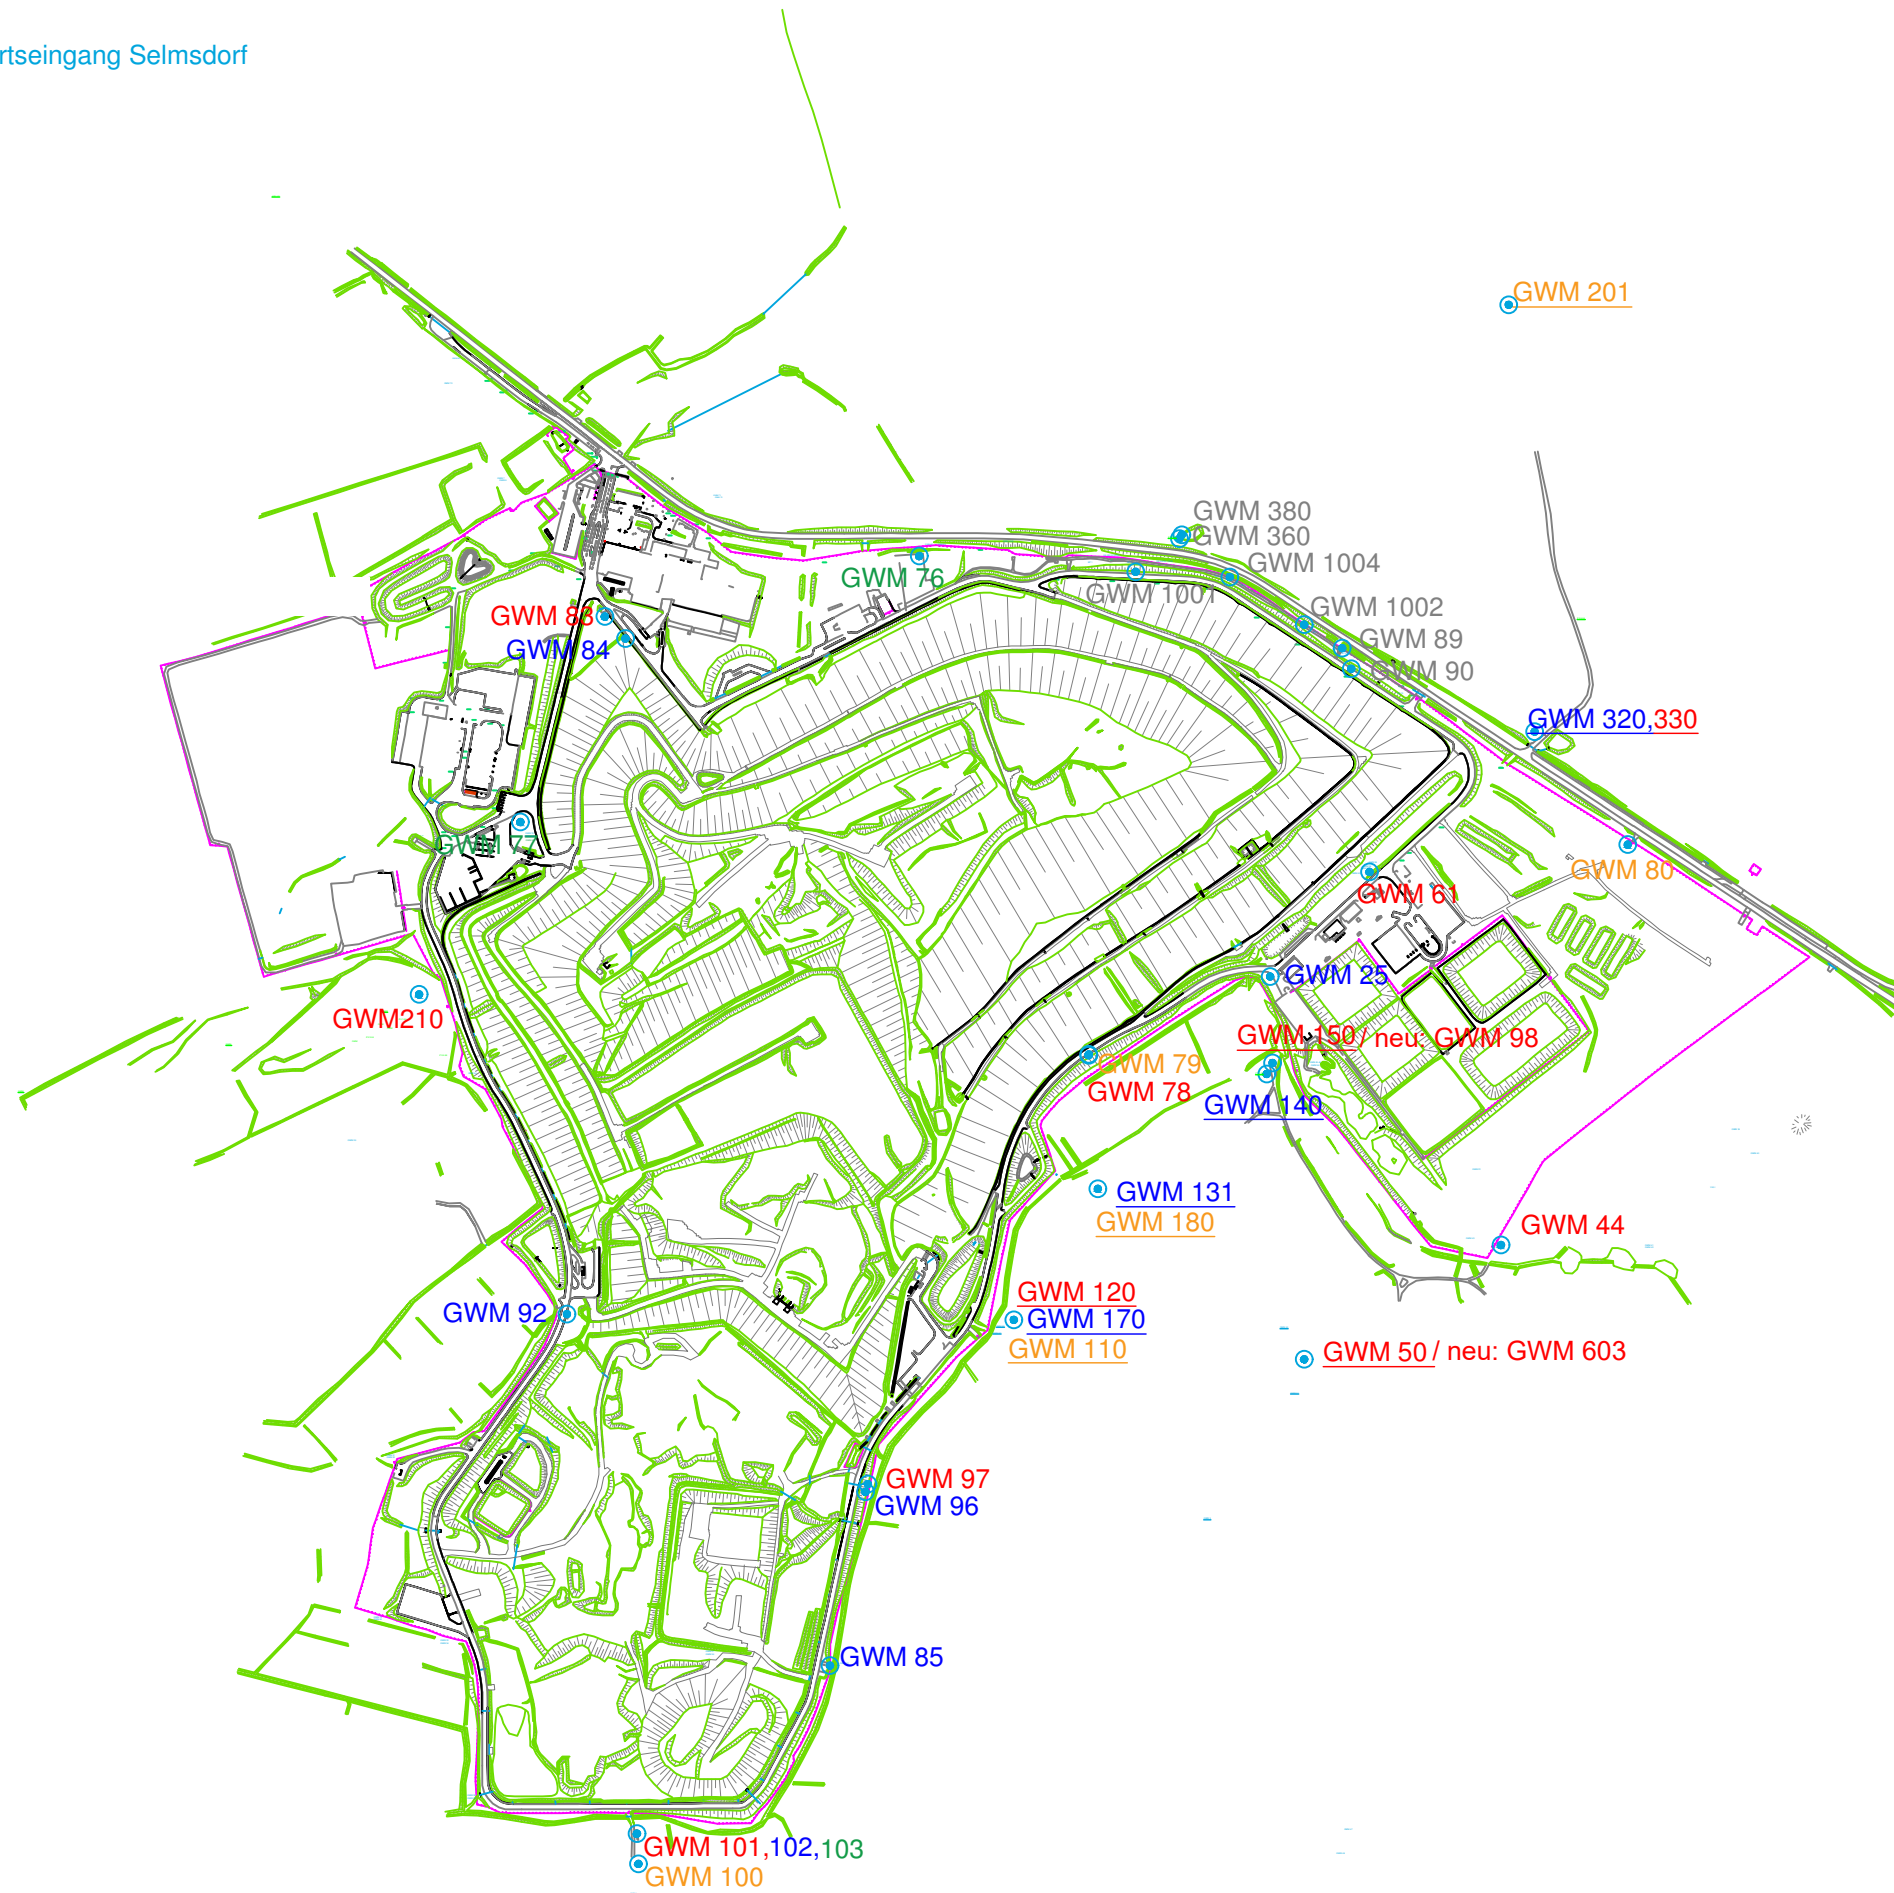 rtseingang Selmsdorf
GWM 201
GWM 380
GWM 360
GWM 76
GWM 1004
GWM 1001
GWM 1002
GWM 83
GWM 89
GWM 84
GWM 90
GWM 320,330
GWM 77
GWM 80
GWM 61
GWM 25
GWM210
GWM 150 / neu: GWM 98
GWM 79
GWM 78
GWM 140
GWM 131
GWM 180
GWM 44
GWM 120
GWM 92
GWM 170
GWM 110
GWM 50 / neu: GWM 603
GWM 97
GWM 96
GWM 85
GWM 101,102,103
GWM 100